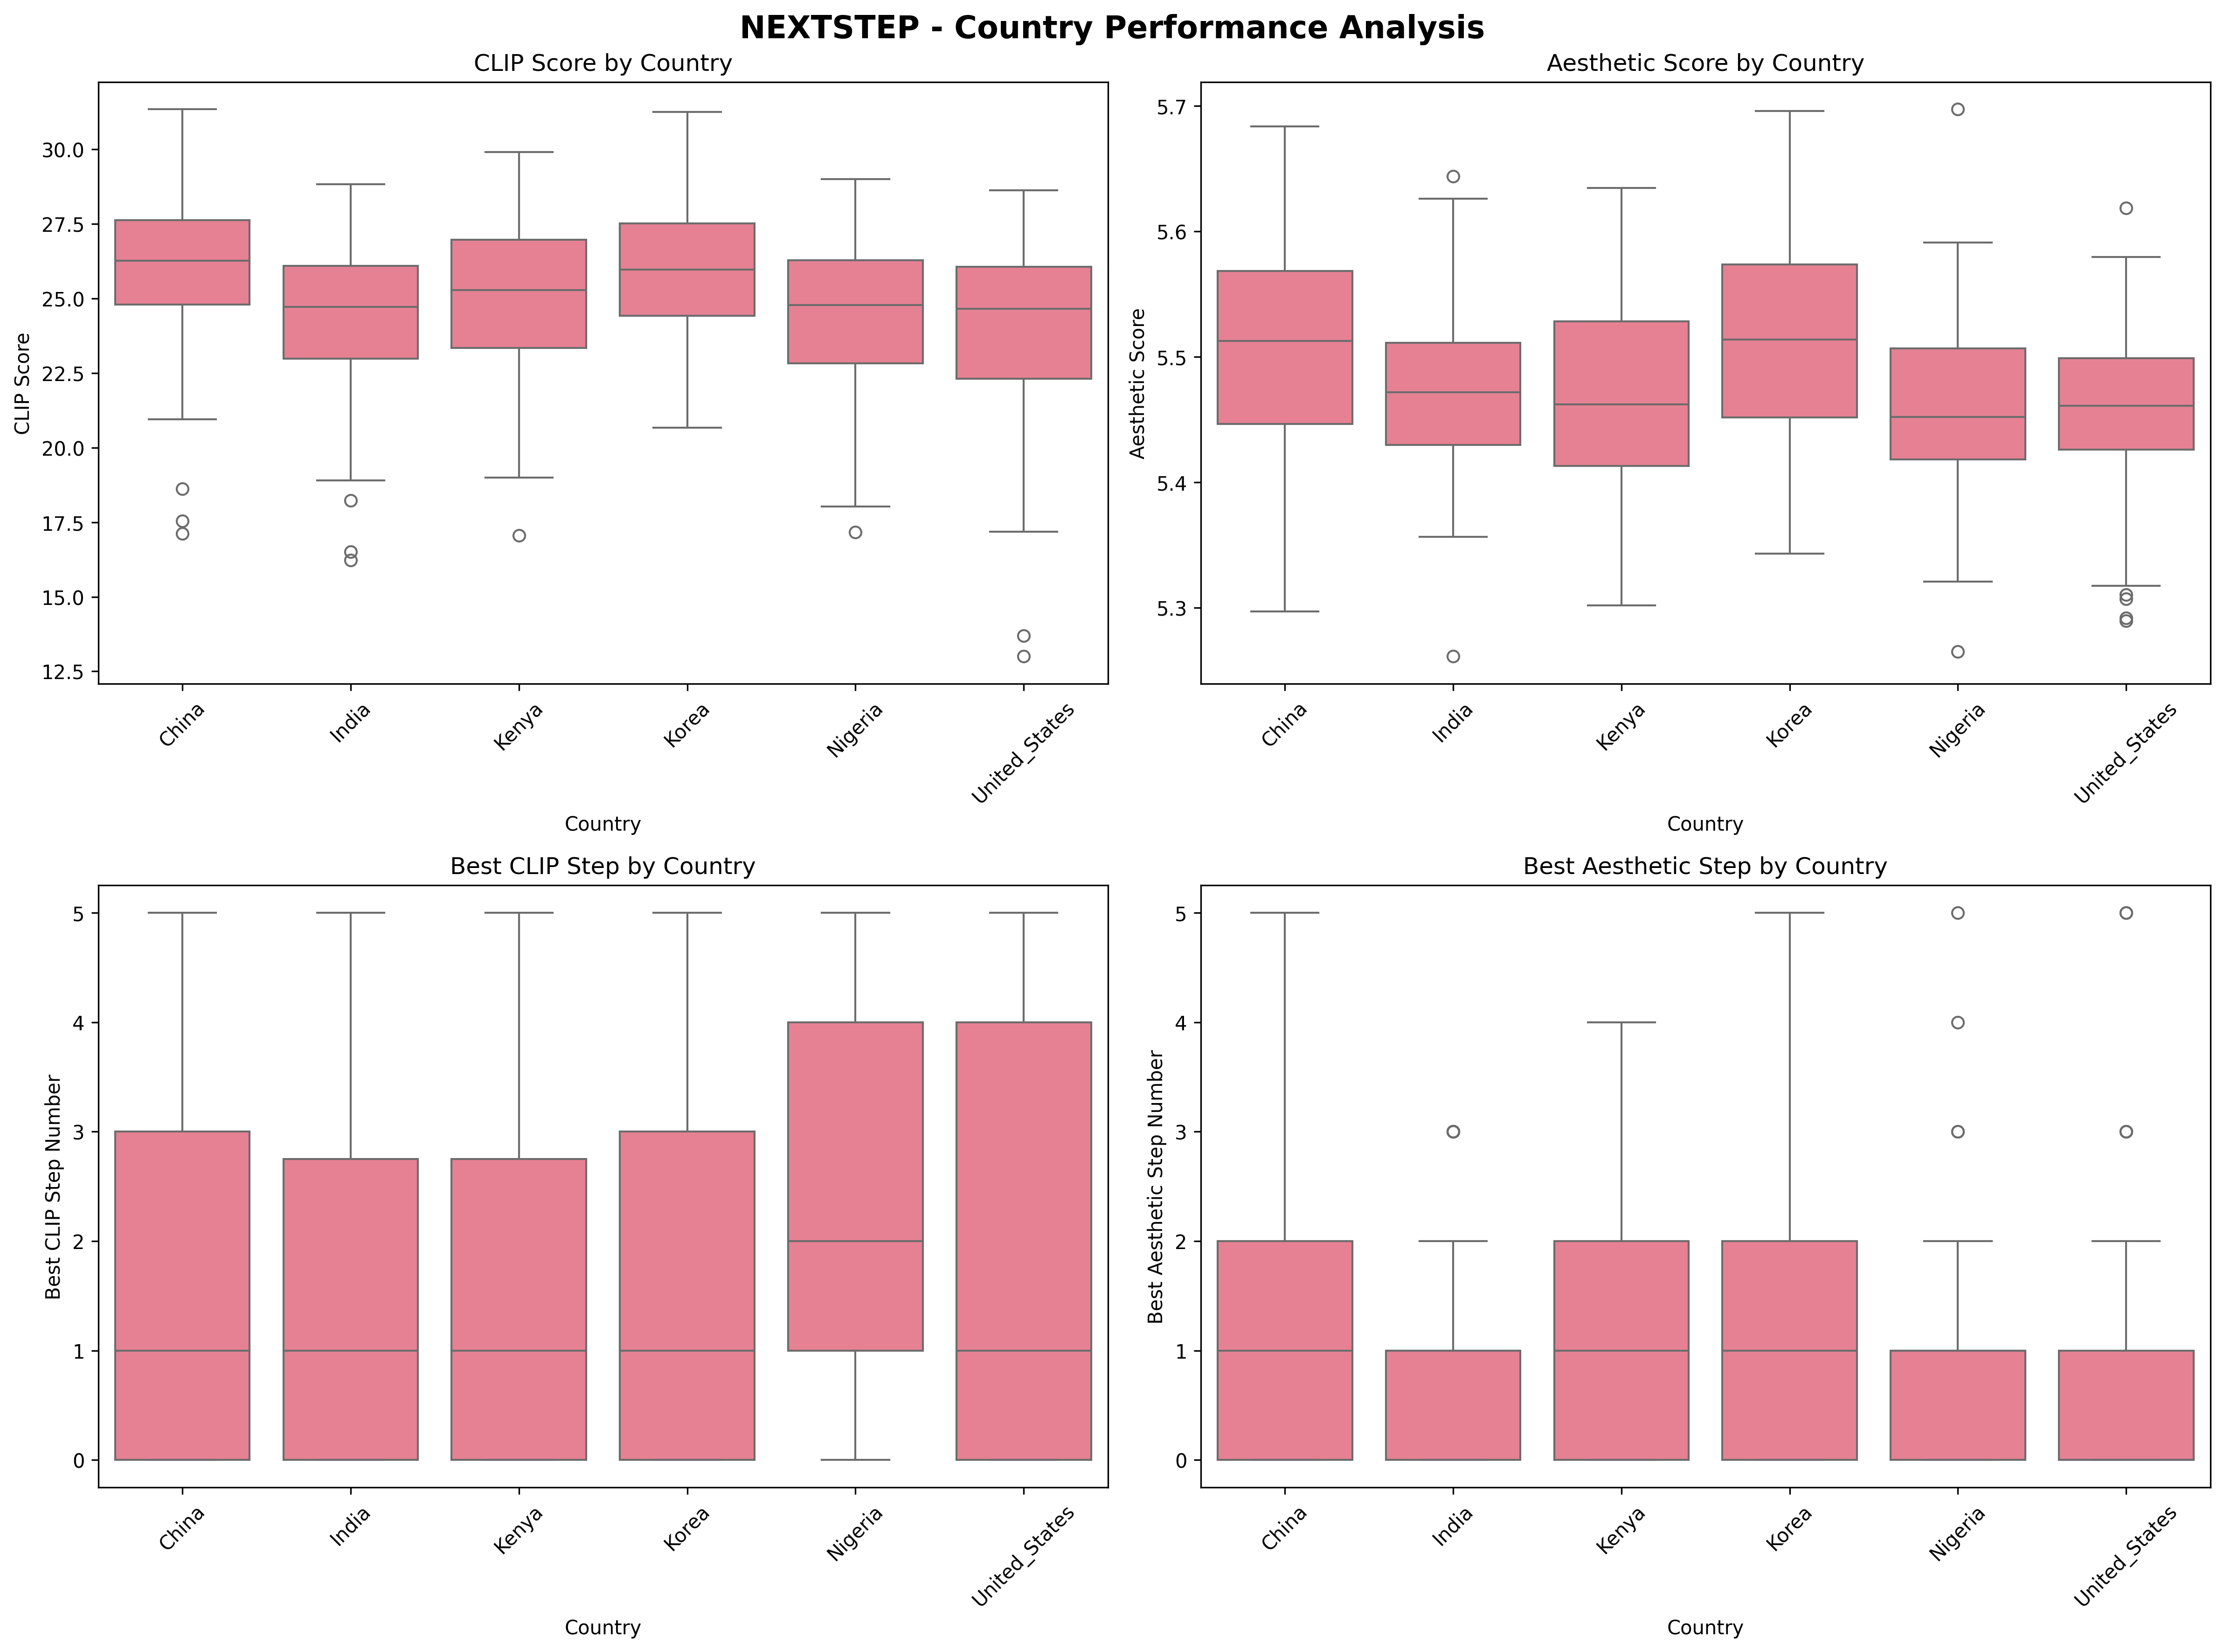 NEXTSTEP - Country Performance Analysis
CLIP Score by Country
CLIP Score
30.0
27.5
25.0
22.5
20.0
17.5
15.0
12.5
China
India
Kenya
Korea
Nigeria
United_States
Country
Aesthetic Score by Country
Aesthetic Score
5.7
5.6
5.5
5.4
5.3
China
India
Kenya
Korea
Nigeria
United_States
Country
Best CLIP Step by Country
Best CLIP Step Number
5
4
3
2
1
0
China
India
Kenya
Korea
Nigeria
United_States
Country
Best Aesthetic Step by Country
Best Aesthetic Step Number
5
4
3
2
1
0
China
India
Kenya
Korea
Nigeria
United_States
Country